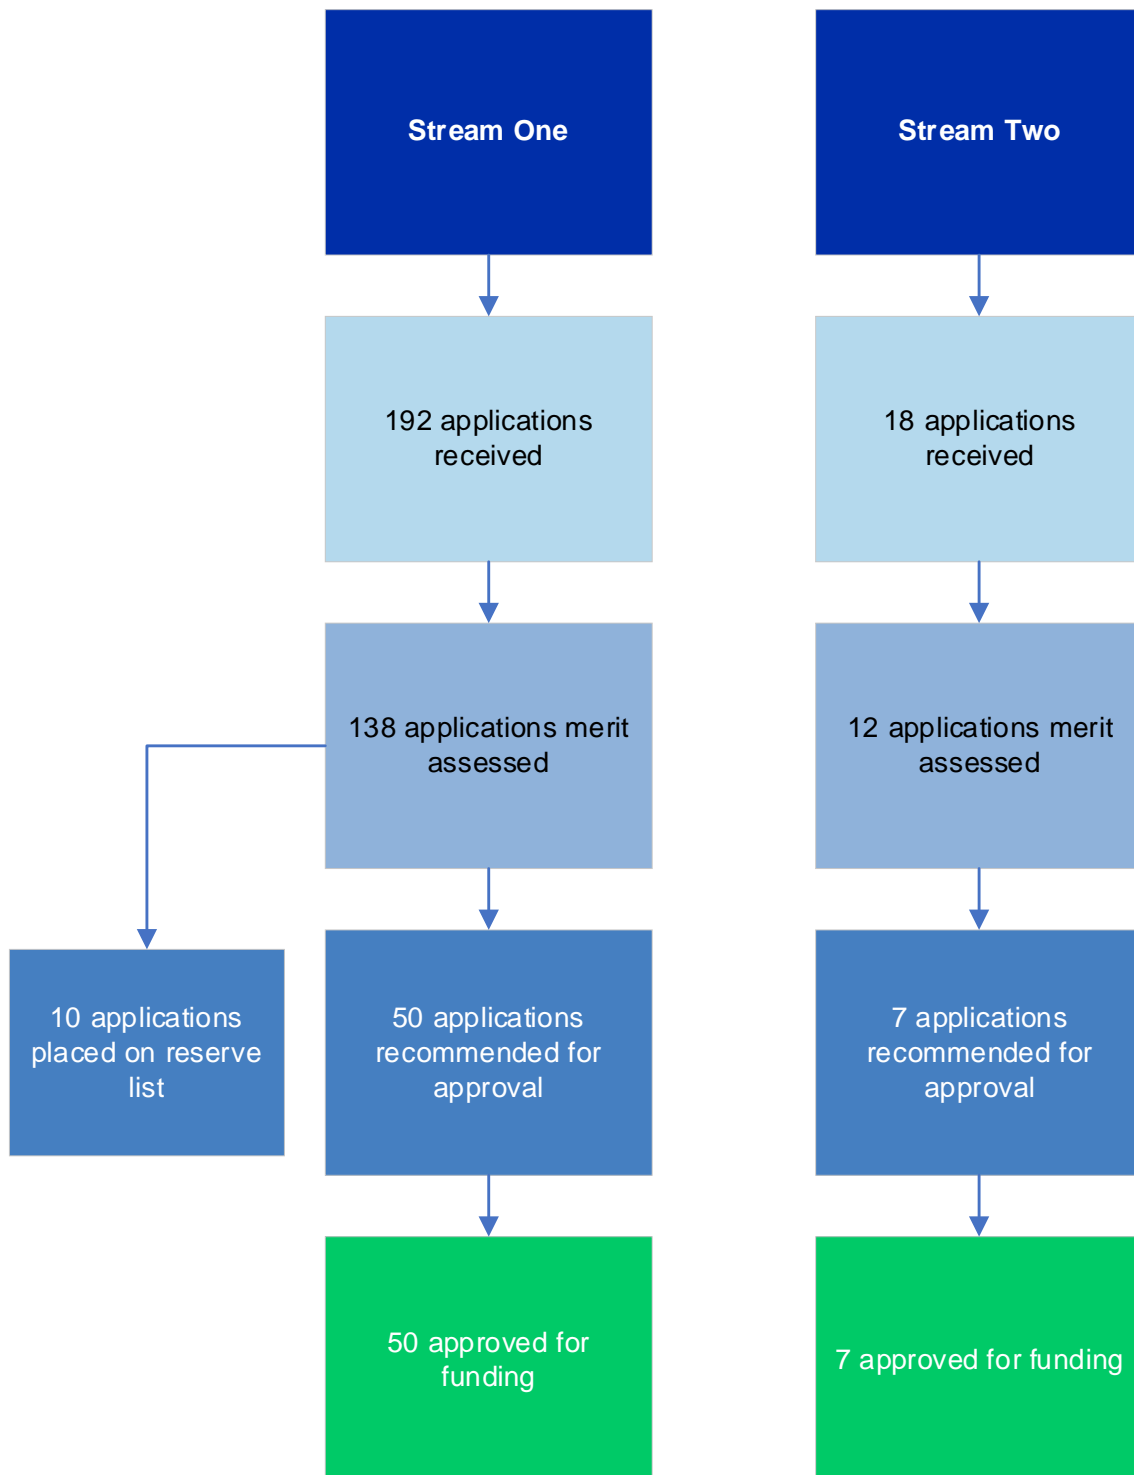 Stream One
Stream Two
192 applications
received
18 applications
received
138 applications merit
assessed
12 applications merit
assessed
10 applications
placed on reserve
list
50 applications
recommended for
approval
7 applications
recommended for
approval
50 approved for
funding
7 approved for funding